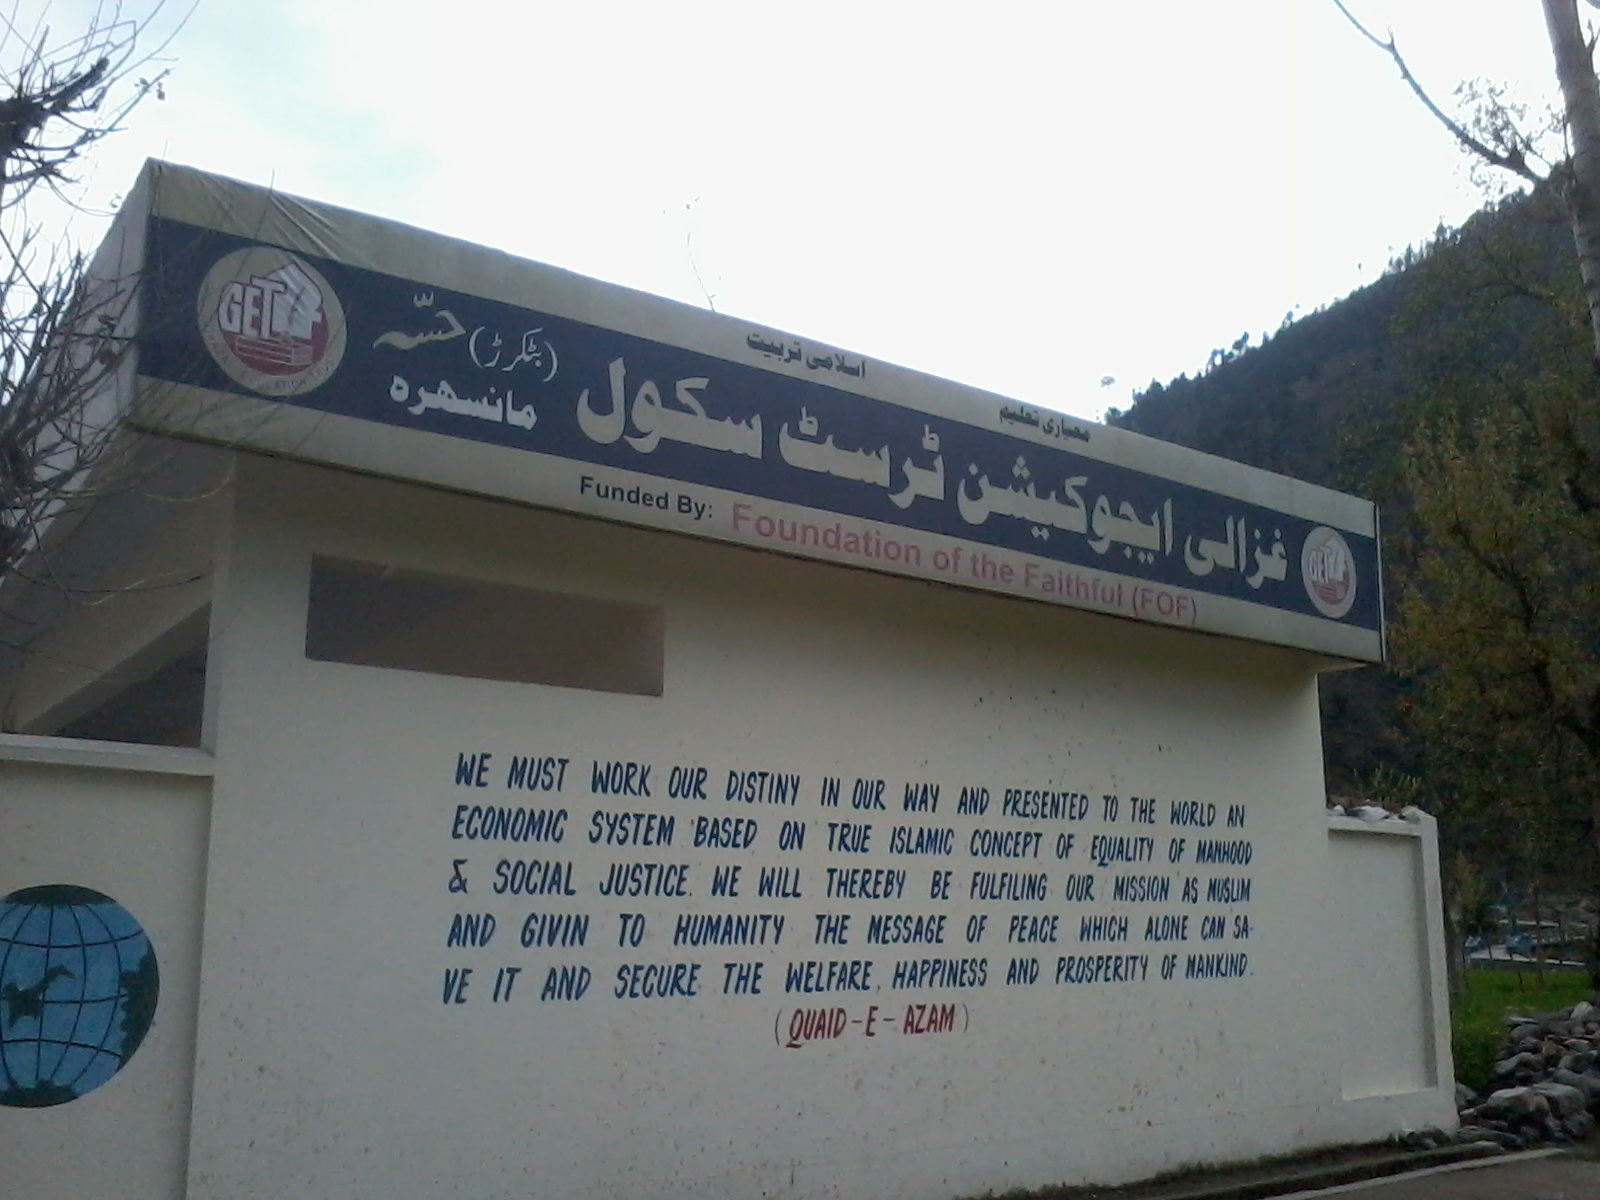 اسلامی تربیت
معیاری تعلیم
غزالی ایجوکیشن ٹرسٹ سکول
(بٹکرڑ) حسّہ
مانسهرہ
GET
GET
Funded By: Foundation of the Faithful (FOF)
WE MUST WORK OUR DISTINY IN OUR WAY AND PRESENTED TO THE WORLD AN
ECONOMIC SYSTEM BASED ON TRUE ISLAMIC CONCEPT OF EQUALITY OF MANHOOD
& SOCIAL JUSTICE. WE WILL THEREBY BE FULFILING OUR MISSION AS MUSLIM
AND GIVIN TO HUMANITY THE MESSAGE OF PEACE WHICH ALONE CAN SA-
VE IT AND SECURE THE WELFARE, HAPPINESS AND PROSPERITY OF MANKIND.
(QUAID-E-AZAM)